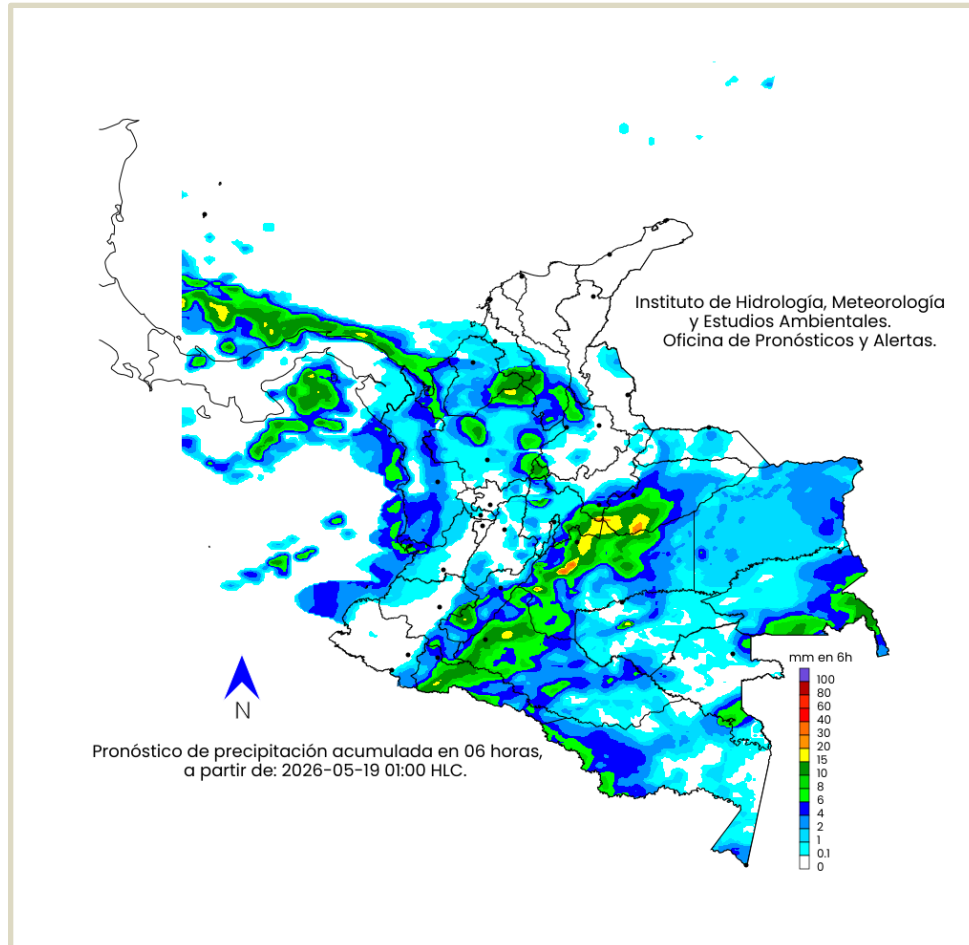 Instituto de Hidrología, Meteorología
y Estudios Ambientales.
Oficina de Pronósticos y Alertas.
mm en 6h
100
80
60
40
30
20
15
10
8
6
4
2
1
0.1
0
N
Pronóstico de precipitación acumulada en 06 horas,
a partir de: 2026-05-19 01:00 HLC.